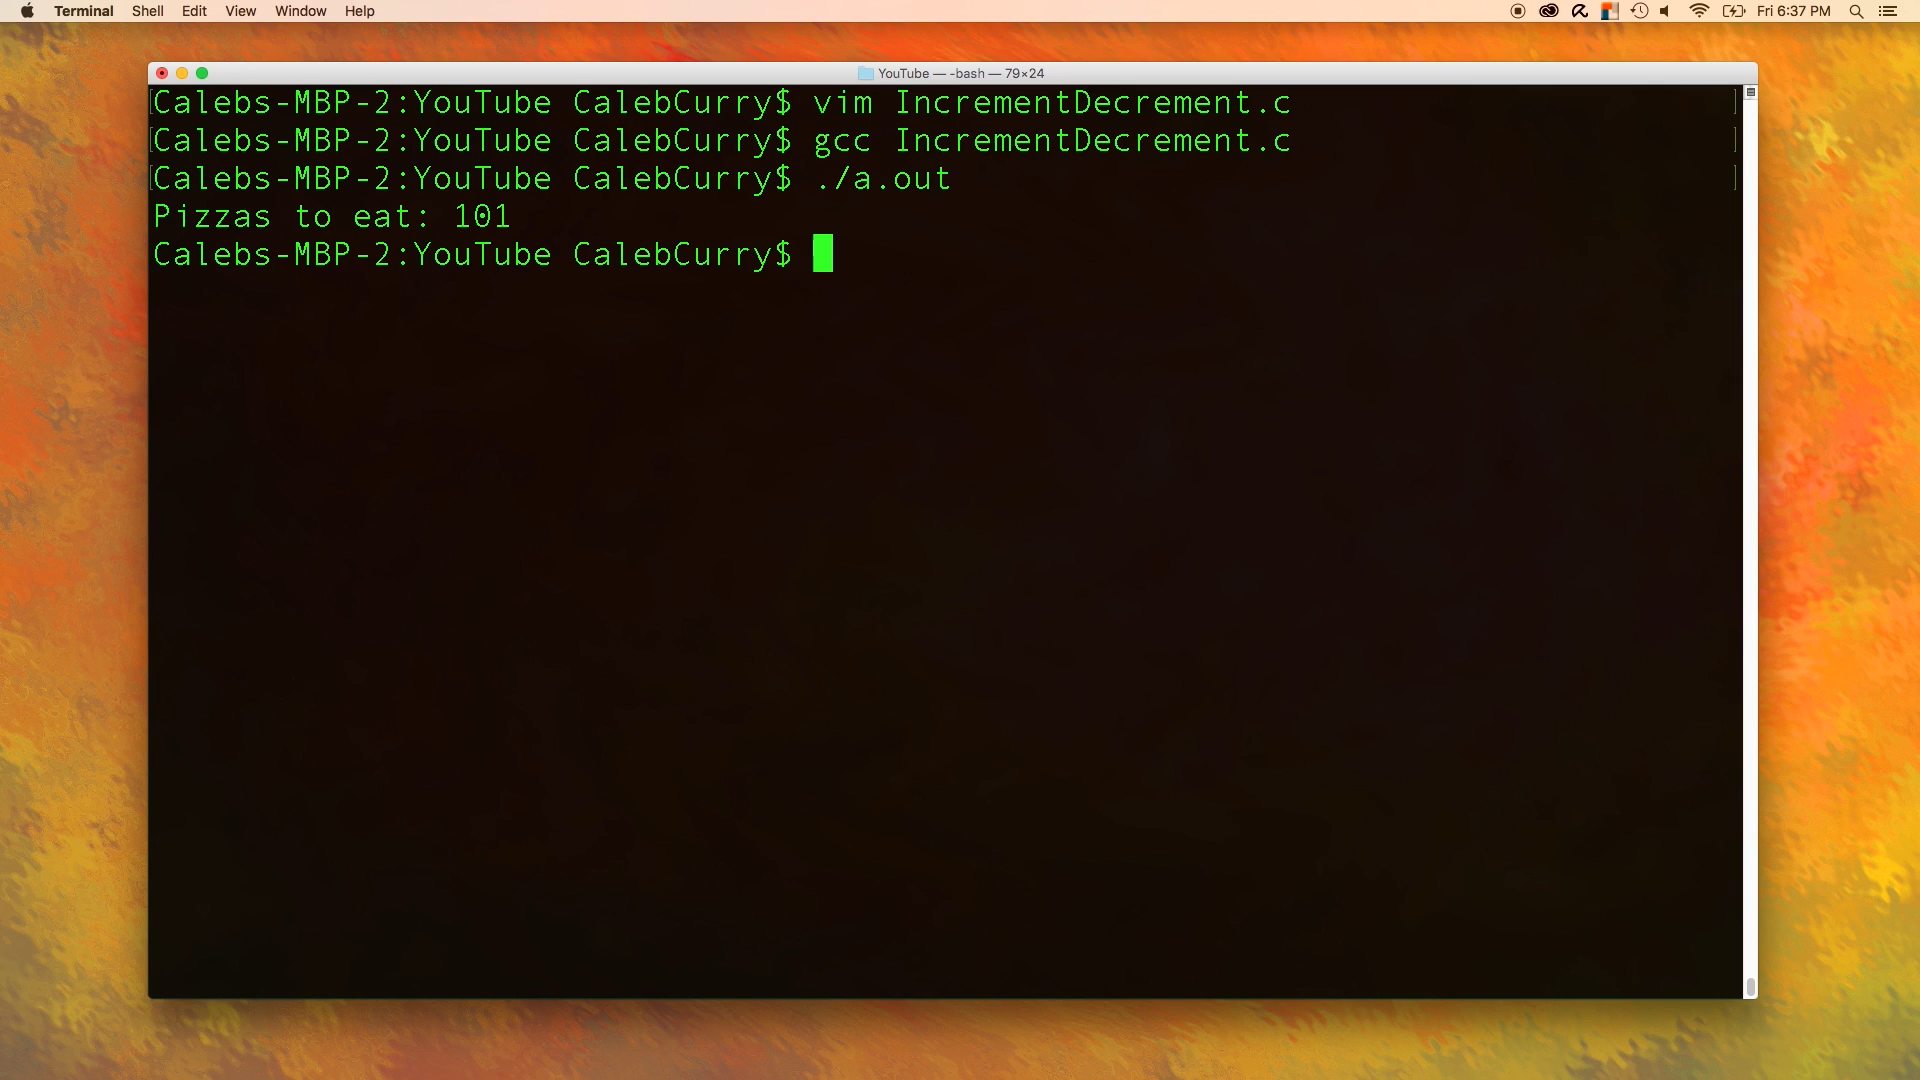 Terminal Shell Edit View Window Help Fri 6:37 PM
YouTube — -bash — 79×24
Calebs-MBP-2:YouTube CalebCurry$ vim IncrementDecrement.c
Calebs-MBP-2:YouTube CalebCurry$ gcc IncrementDecrement.c
Calebs-MBP-2:YouTube CalebCurry$ ./a.out
Pizzas to eat: 101
Calebs-MBP-2:YouTube CalebCurry$